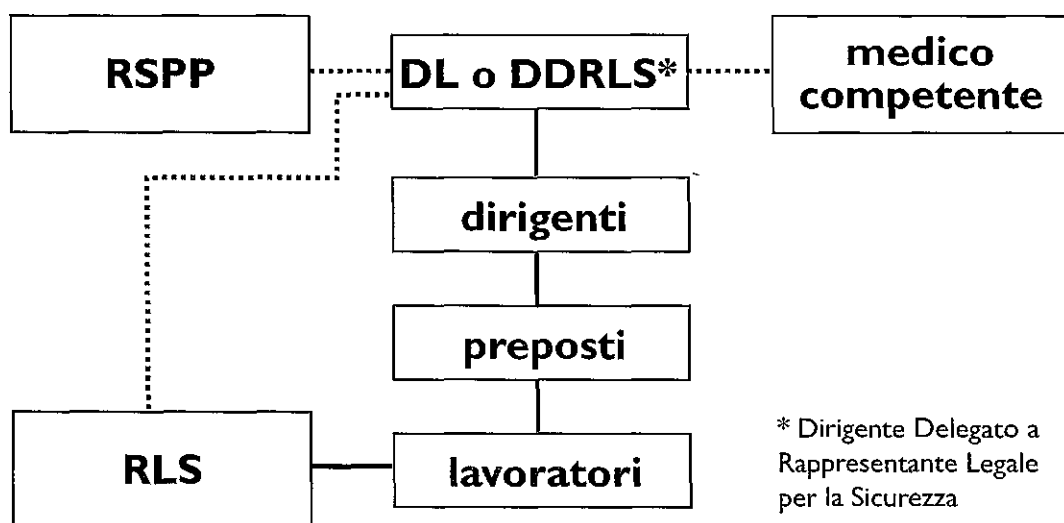 RSPP
DL o DDRLS*
medico
competente
dirigenti
preposti
RLS
lavoratori
* Dirigente Delegato a
Rappresentante Legale
per la Sicurezza